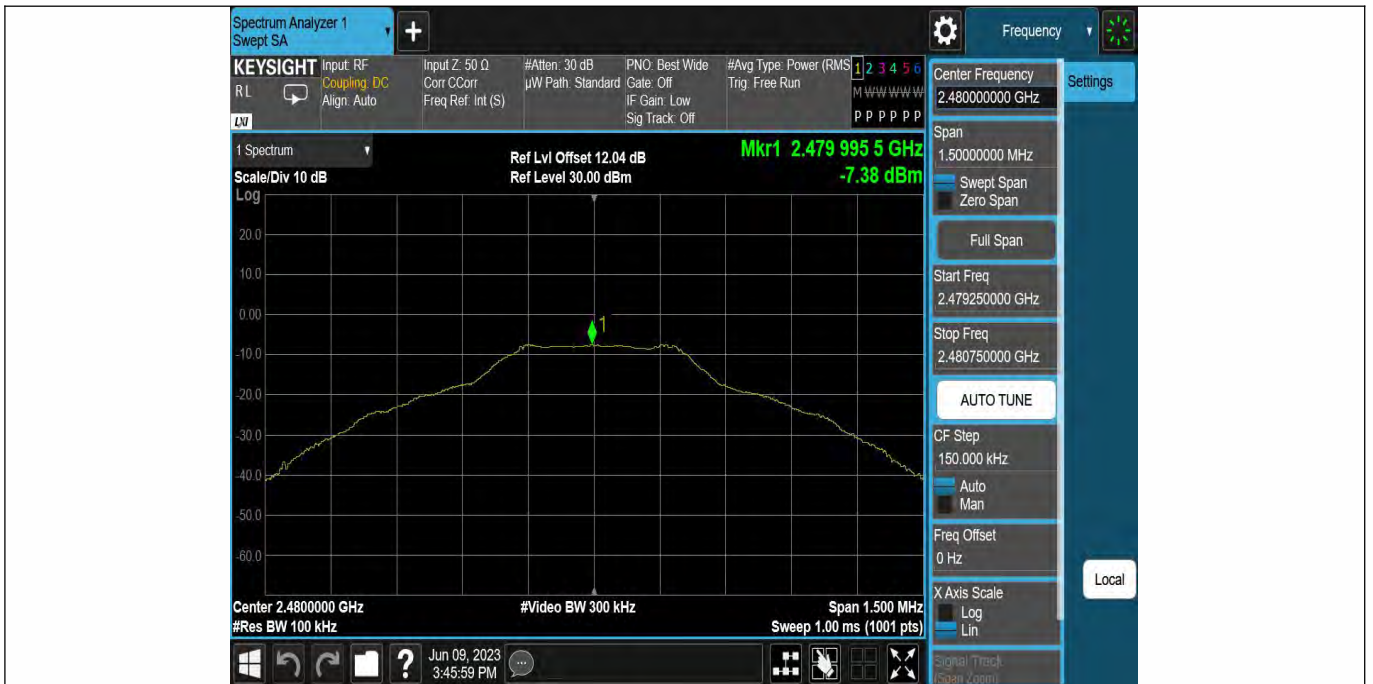 Spectrum Analyzer 1
Swept SA
+
Frequency
KEYSIGHT
RL
LXI
Input: RF
Coupling: DC
Align: Auto
Input Z: 50 Ω
Corr CCorr
Freq Ref: Int (S)
#Atten: 30 dB
µW Path: Standard
PNO: Best Wide
Gate: Off
IF Gain: Low
Sig Track: Off
#Avg Type: Power (RMS
Trig: Free Run
1 2 3 4 5 6
M W W W W W
P P P P P P
1 Spectrum
Scale/Div 10 dB
Log
Ref Lvl Offset 12.04 dB
Ref Level 30.00 dBm
Mkr1 2.479 995 5 GHz
-7.38 dBm
20.0
10.0
0.00
-10.0
-20.0
-30.0
-40.0
-50.0
-60.0
1
Center 2.4800000 GHz
#Res BW 100 kHz
#Video BW 300 kHz
Span 1.500 MHz
Sweep 1.00 ms (1001 pts)
Center Frequency
2.480000000 GHz
Settings
Span
1.50000000 MHz
Swept Span
Zero Span
Full Span
Start Freq
2.479250000 GHz
Stop Freq
2.480750000 GHz
AUTO TUNE
CF Step
150.000 kHz
Auto
Man
Freq Offset
0 Hz
X Axis Scale
Log
Lin
Signal Track
(Span Zoom)
Local
?
Jun 09, 2023
3:45:59 PM